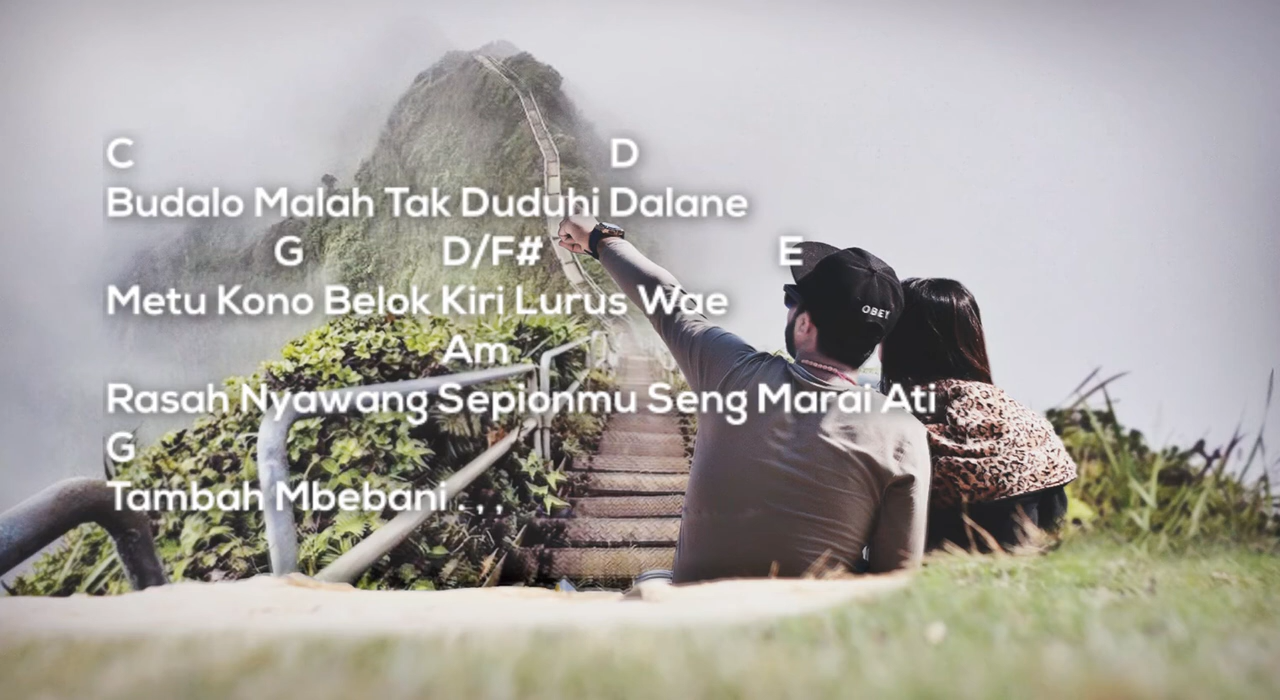 C D
Budalo Malah Tak Duduhi Dalane
G D/F# E
Metu Kono Belok Kiri Lurus Wae
Am
Rasah Nyawang Sepionmu Seng Marai Ati
G
Tambah Mbebani . , ,
OBEY